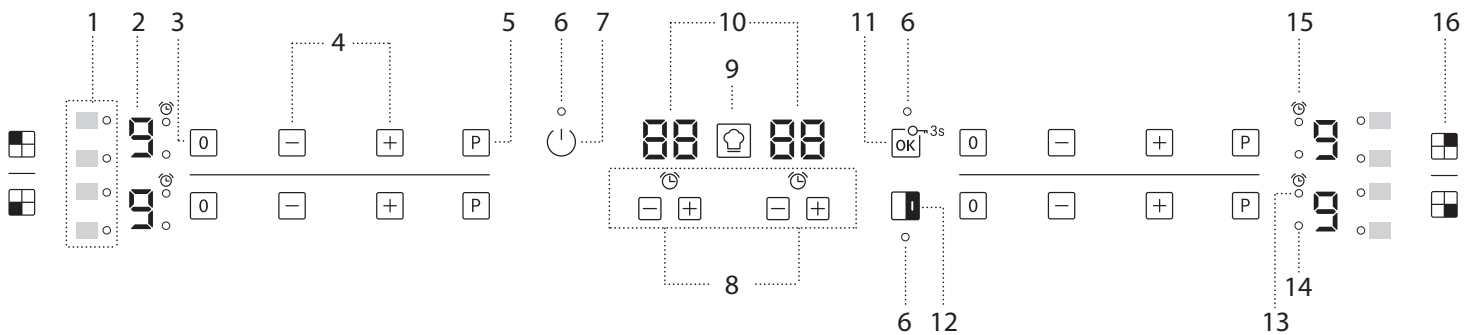 1 2 3 4 5 6 7 10 11 6 15 16
9
9 0 − + P 88 88 3s 0 − + P 9
OK
9 0 − + P − + − + I 0 − + P 9
8 14
6 12 13